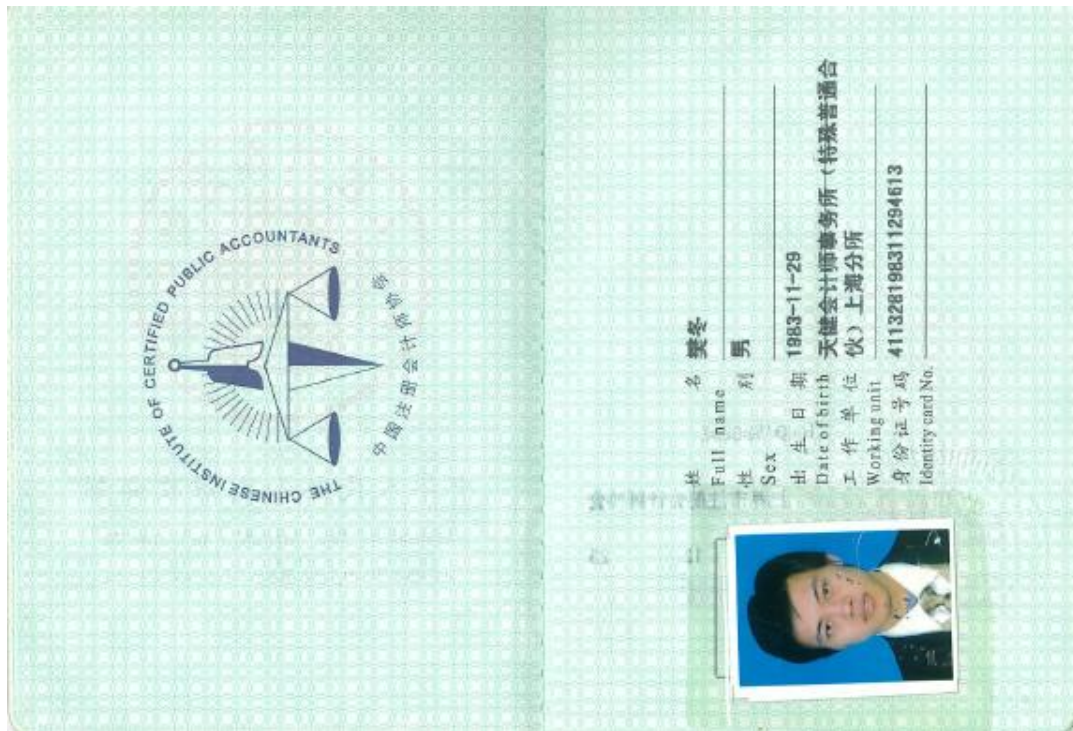 THE CHINESE INSTITUTE OF CERTIFIED PUBLIC ACCOUNTANTS
中国注册会计师协会
姓 名 樊冬
Full name
性 别 男
Sex
出 生 日 期 1983-11-29
Date of birth
工 作 单 位 天健会计师事务所（特殊普通合
Working unit 伙）上海分所
身份证号码 411328198311294613
Identity card No.